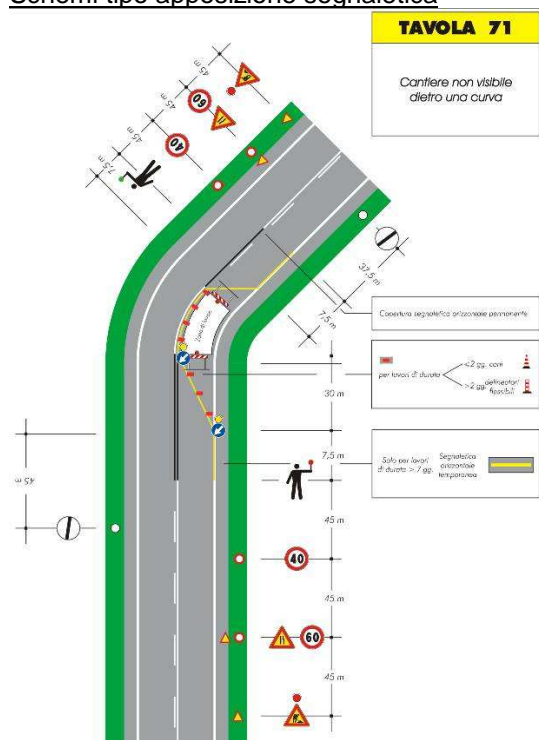 Schemi tipo apposizione segnaletica
TAVOLA 71
Cantiere non visibile
dietro una curva
45 m
45 m
45 m
7,5 m
60
40
37,5 m
7,5 m
Zona di lavoro
Copertura segnaletica orizzontale permanente
per lavori di durata
<2 gg. coni
>2 gg. delineatori
flessibili
30 m
7,5 m
Solo per lavori
di durata > 7 gg.
Segnaletica
orizzontale
temporanea
45 m
45 m
40
45 m
60
45 m